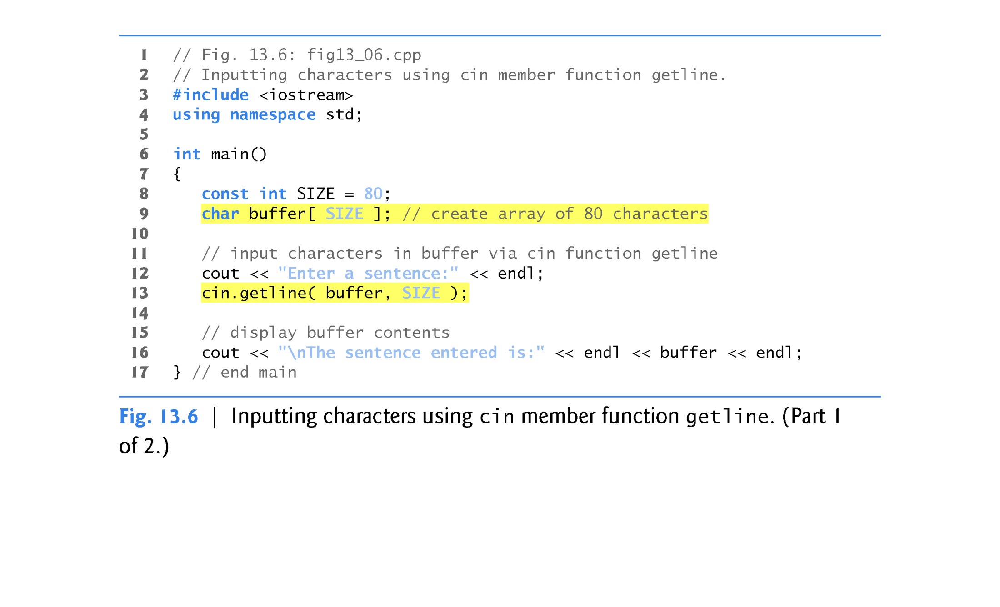 1 // Fig. 13.6: fig13_06.cpp
2 // Inputting characters using cin member function getline.
3 #include <iostream>
4 using namespace std;
5
6 int main()
7 {
8    const int SIZE = 80;
9    char buffer[ SIZE ]; // create array of 80 characters
10
11    // input characters in buffer via cin function getline
12    cout << "Enter a sentence:" << endl;
13    cin.getline( buffer, SIZE );
14
15    // display buffer contents
16    cout << "\nThe sentence entered is:" << endl << buffer << endl;
17 } // end main
Fig. 13.6 | Inputting characters using cin member function getline. (Part 1
of 2.)